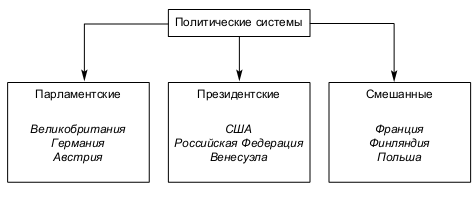 Политические системы
Парламентские
Великобритания
Германия
Австрия
Президентские
США
Российская Федерация
Венесуэла
Смешанные
Франция
Финляндия
Польша